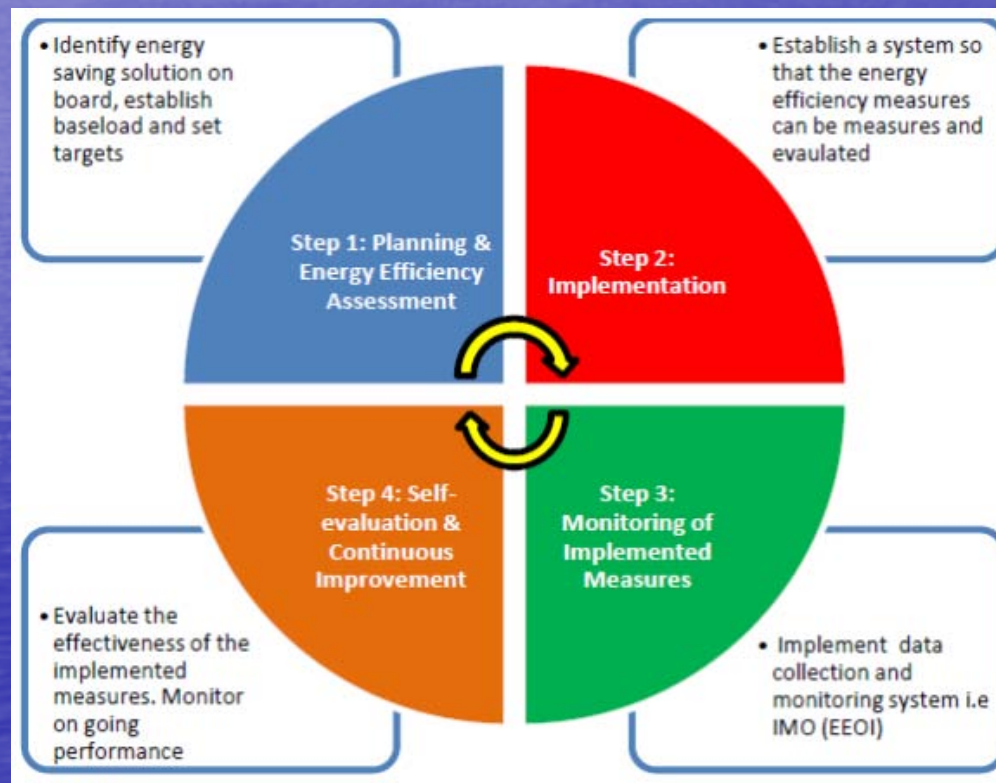 • Identify energy
saving solution on
board, establish
baseload and set
targets
• Establish a system so
that the energy
efficiency measures
can be measures and
evaulated
Step 1: Planning &
Energy Efficiency
Assessment
Step 2:
Implementation
Step 4: Self-
evaluation &
Continuous
Improvement
Step 3:
Monitoring of
Implemented
Measures
• Evaluate the
effectiveness of the
implemented
measures. Monitor
on going
performance
• Implement data
collection and
monitoring system i.e
IMO (EEOI)